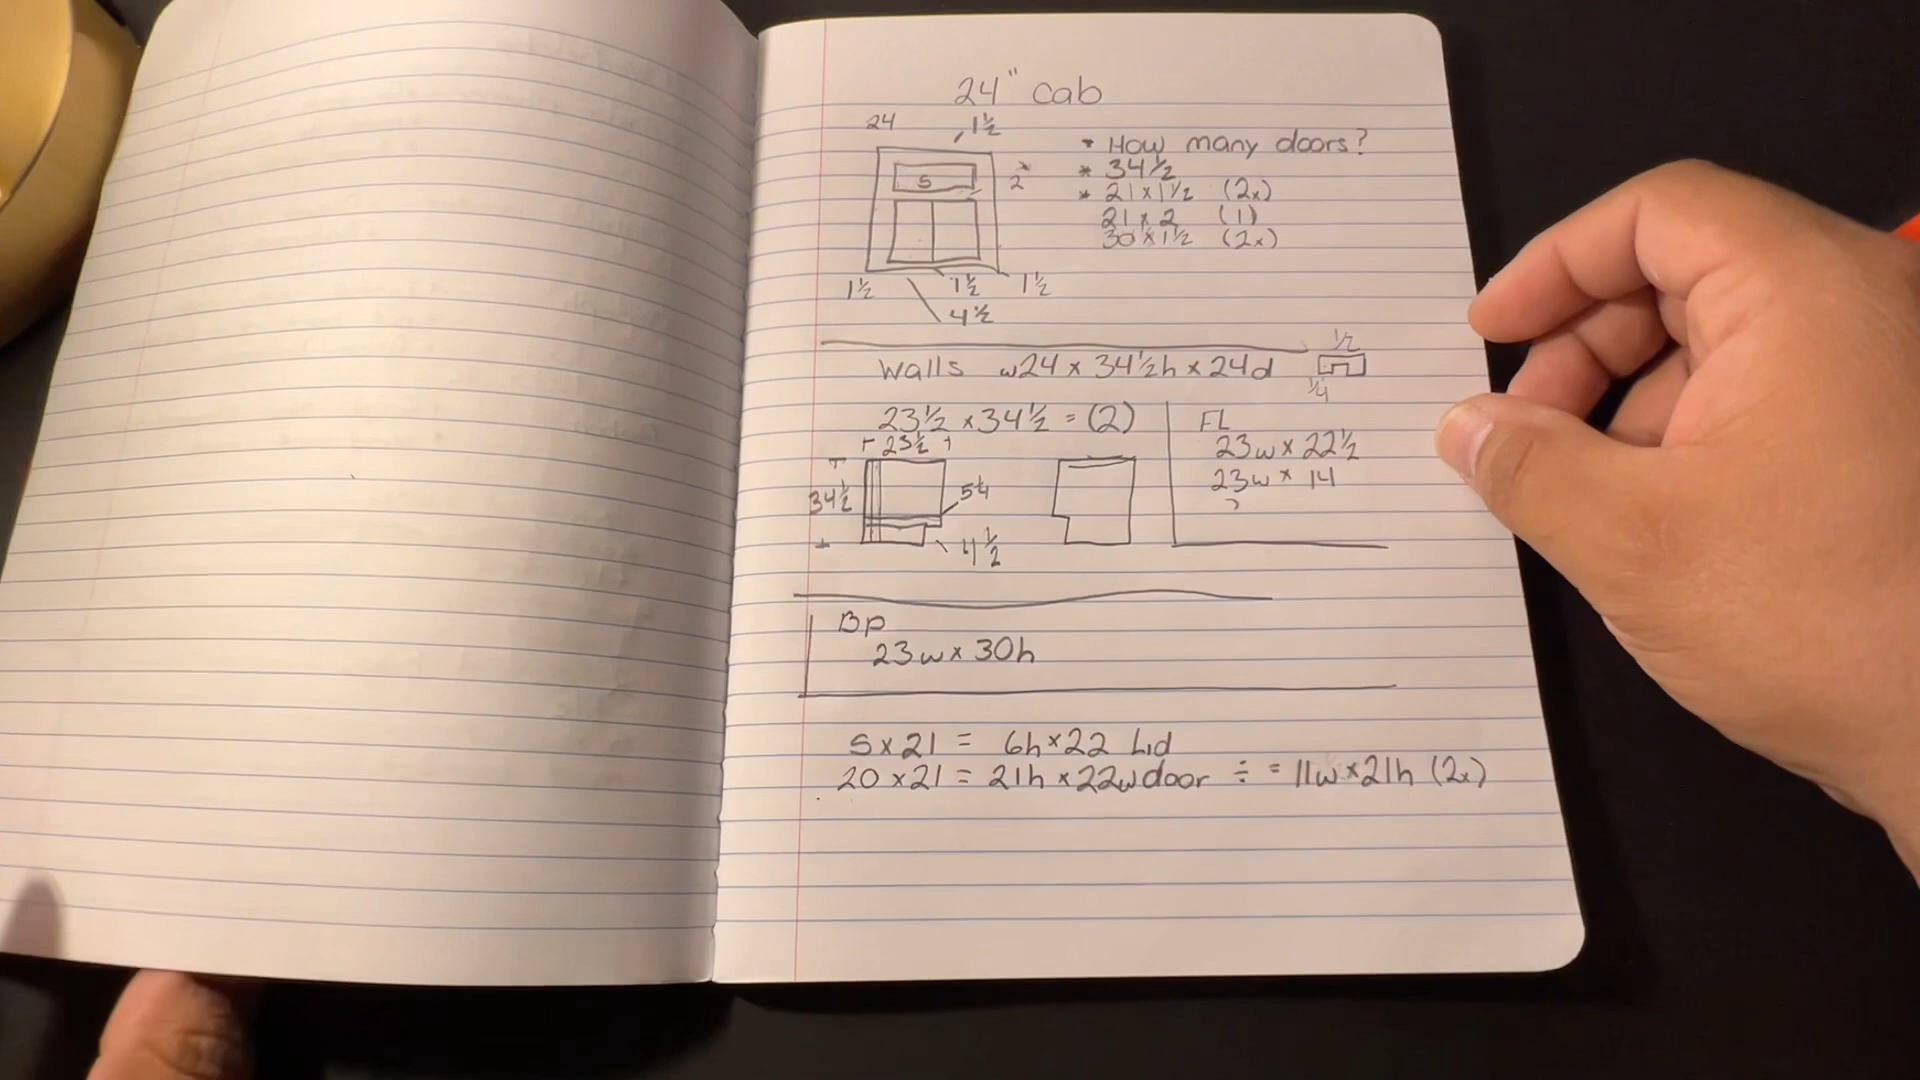 24" cab
24
1½
* How many doors?
* 34½
* 21 x 1½ (2x)
21 x 2 (1)
30 x 1½ (2x)
5
2
1½
1½
1½
4½
Walls w24 x 34½h x 24d
½
¼
23½ x 34½ = (2)
23½
34½
5¼
4½
FL
23w x 22½
23w x 14
Bp
23w x 30h
5 x 21 = 6h x 22 Lid
20 x 21 = 21h x 22w door ÷ = 11w x 21h (2x)